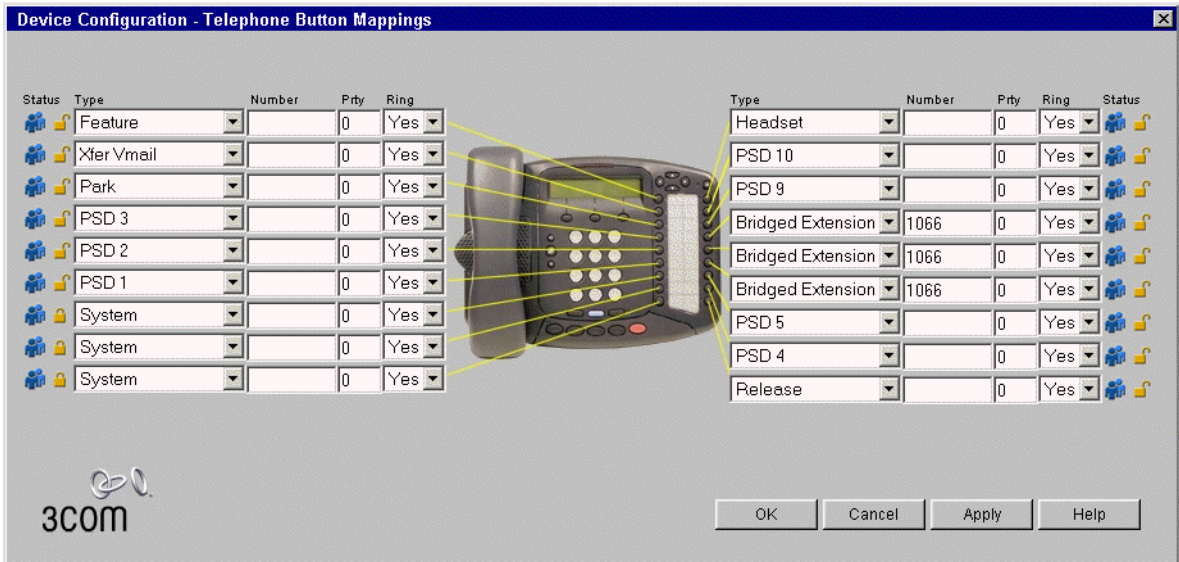 Device Configuration - Telephone Button Mappings
Status Type Number Prty Ring
Feature 0 Yes
Xfer Vmail 0 Yes
Park 0 Yes
PSD 3 0 Yes
PSD 2 0 Yes
PSD 1 0 Yes
System 0 Yes
System 0 Yes
System 0 Yes
Type Number Prty Ring Status
Headset 0 Yes
PSD 10 0 Yes
PSD 9 0 Yes
Bridged Extension 1066 0 Yes
Bridged Extension 1066 0 Yes
Bridged Extension 1066 0 Yes
PSD 5 0 Yes
PSD 4 0 Yes
Release 0 Yes
3COM
OK Cancel Apply Help